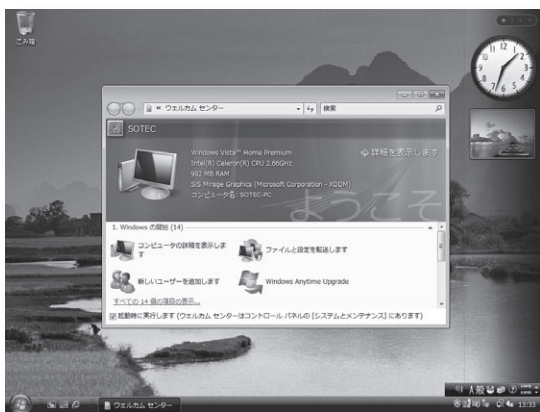 ごみ箱
« ウェルカム センター
検索
SOTEC
Windows Vista™ Home Premium
詳細を表示します
Intel(R) Celeron(R) CPU 2.66GHz
992 MB RAM
SiS Mirage Graphics (Microsoft Corporation - XDDM)
コンピュータ名: SOTEC-PC
ようこそ
1. Windows の開始 (14)
コンピュータの詳細を表示しま
す
ファイルと設定を転送します
新しいユーザーを追加します
Windows Anytime Upgrade
すべての 14 個の項目の表示...
起動時に実行します (ウェルカム センターはコントロール パネルの [システムとメンテナンス] にあります)
A 般
ウェルカム センター
13:33